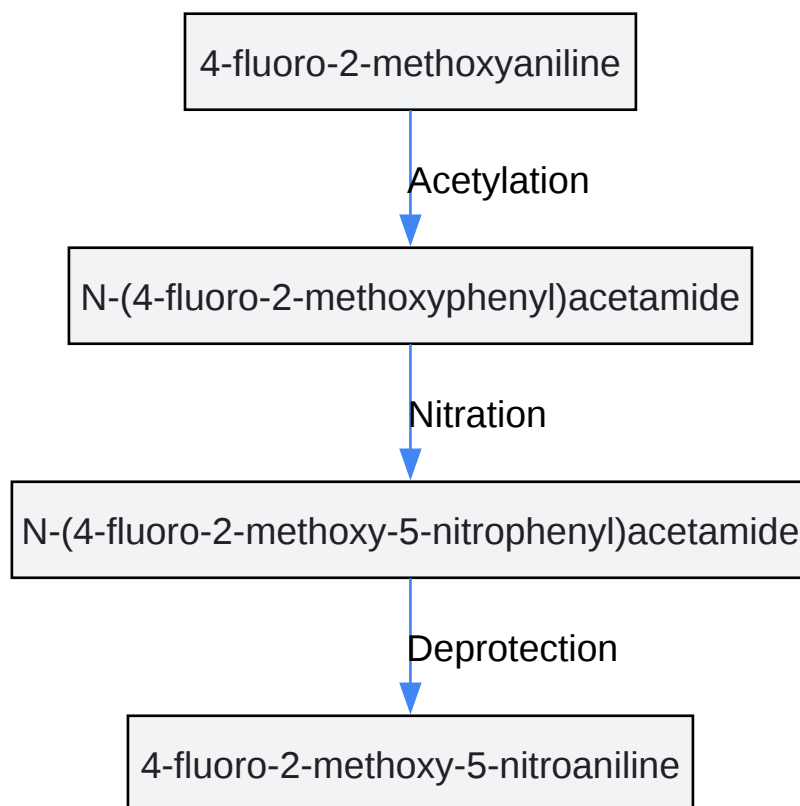 4-fluoro-2-methoxyaniline
Acetylation
N-(4-fluoro-2-methoxyphenyl)acetamide
Nitration
N-(4-fluoro-2-methoxy-5-nitrophenyl)acetamide
Deprotection
4-fluoro-2-methoxy-5-nitroaniline